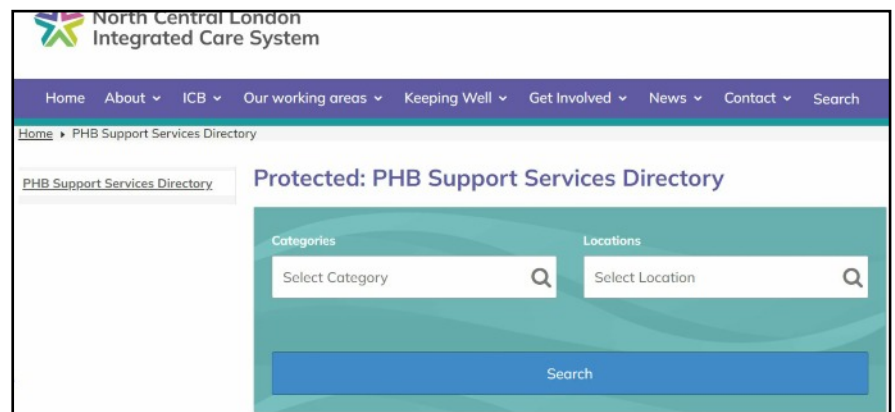 North Central London
Integrated Care System
Home About ICB Our working areas Keeping Well Get Involved News Contact Search
Home PHB Support Services Directory
PHB Support Services Directory
Protected: PHB Support Services Directory
Categories Locations
Select Category Select Location
Search